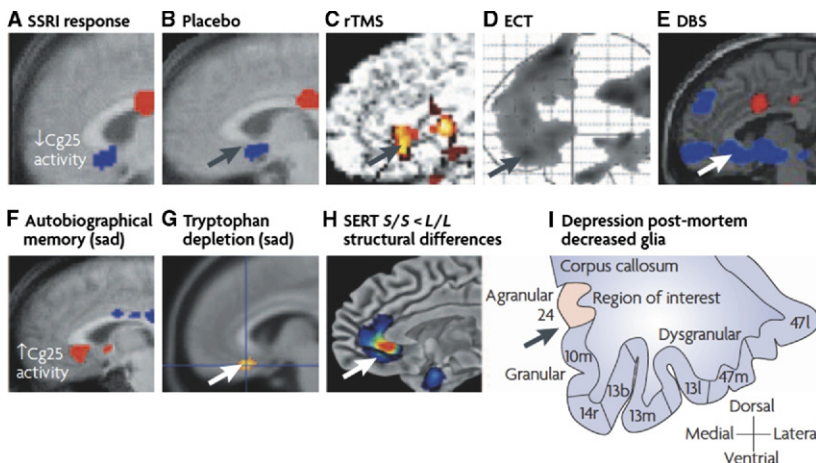 A SSRI response
B Placebo
C rTMS
D ECT
E DBS
↓Cg25
activity
F Autobiographical
memory (sad)
G Tryptophan
depletion (sad)
H SERT S/S < L/L
structural differences
I Depression post-mortem
decreased glia
↑Cg25
activity
Corpus callosum
Agranular
24
Region of interest
Dysgranular
47l
10m
Granular
13b
13l
47m
14r
13m
Dorsal
Medial
Latera
Ventral